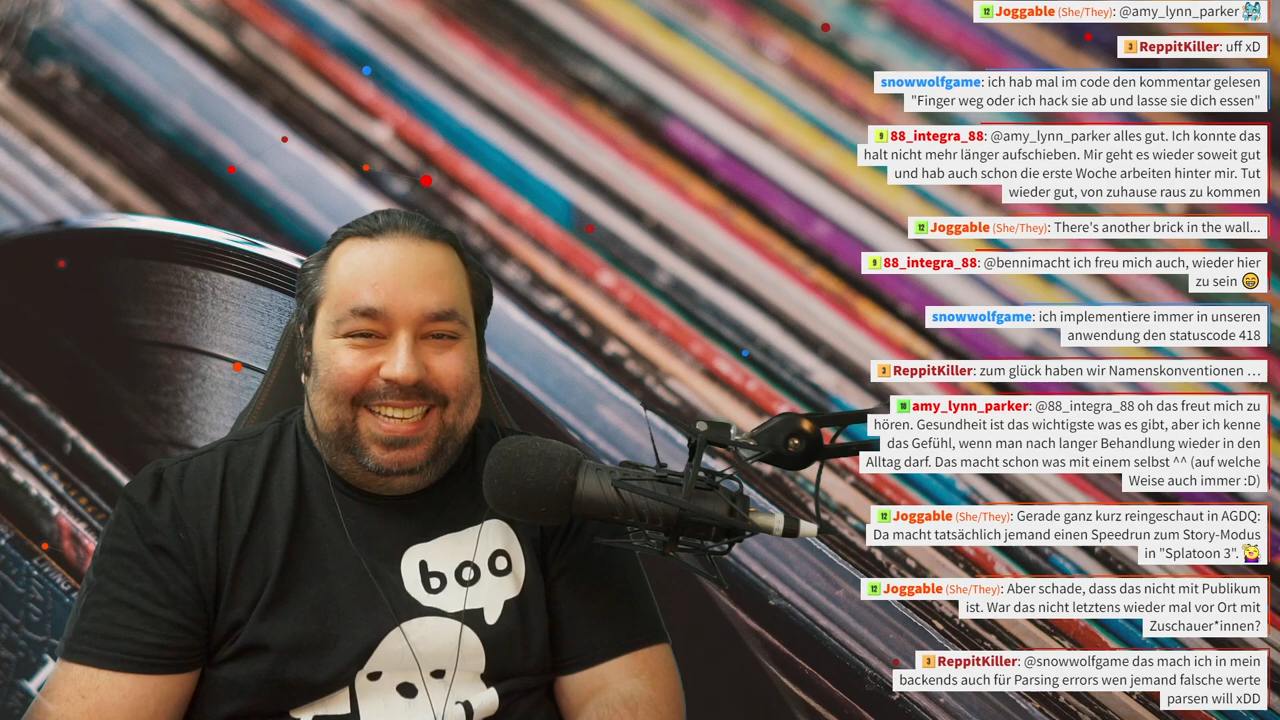 12 Joggable (She/They): @amy_lynn_parker
3 ReppitKiller: uff xD
snowwolfgame: ich hab mal im code den kommentar gelesen
"Finger weg oder ich hack sie ab und lasse sie dich essen"
9 88_integra_88: @amy_lynn_parker alles gut. Ich konnte das
halt nicht mehr länger aufschieben. Mir geht es wieder soweit gut
und hab auch schon die erste Woche arbeiten hinter mir. Tut
wieder gut, von zuhause raus zu kommen
12 Joggable (She/They): There's another brick in the wall...
9 88_integra_88: @bennimacht ich freu mich auch, wieder hier
zu sein 😁
snowwolfgame: ich implementiere immer in unseren
anwendung den statuscode 418
3 ReppitKiller: zum glück haben wir Namenskonventionen …
18 amy_lynn_parker: @88_integra_88 oh das freut mich zu
hören. Gesundheit ist das wichtigste was es gibt, aber ich kenne
das Gefühl, wenn man nach langer Behandlung wieder in den
Alltag darf. Das macht schon was mit einem selbst ^^ (auf welche
Weise auch immer :D)
12 Joggable (She/They): Gerade ganz kurz reingeschaut in AGDQ:
Da macht tatsächlich jemand einen Speedrun zum Story-Modus
in "Splatoon 3".
12 Joggable (She/They): Aber schade, dass das nicht mit Publikum
ist. War das nicht letztens wieder mal vor Ort mit
Zuschauer*innen?
3 ReppitKiller: @snowwolfgame das mach ich in mein
backends auch für Parsing errors wen jemand falsche werte
parsen will xDD
boo